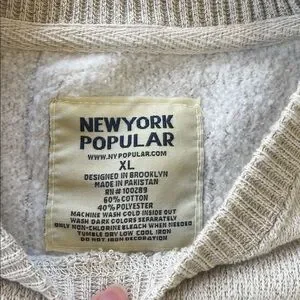 NEWYORK
POPULAR
WWW.NYPOPULAR.COM
XL
DESIGNED IN BROOKLYN
MADE IN PAKISTAN
RN# 100289
60% COTTON
40% POLYESTER
MACHINE WASH COLD INSIDE OUT
WASH DARK COLORS SEPARATELY
ONLY NON-CHLORINE BLEACH WHEN NEEDED
TUMBLE DRY LOW COOL IRON
DO NOT IRON DECORATION